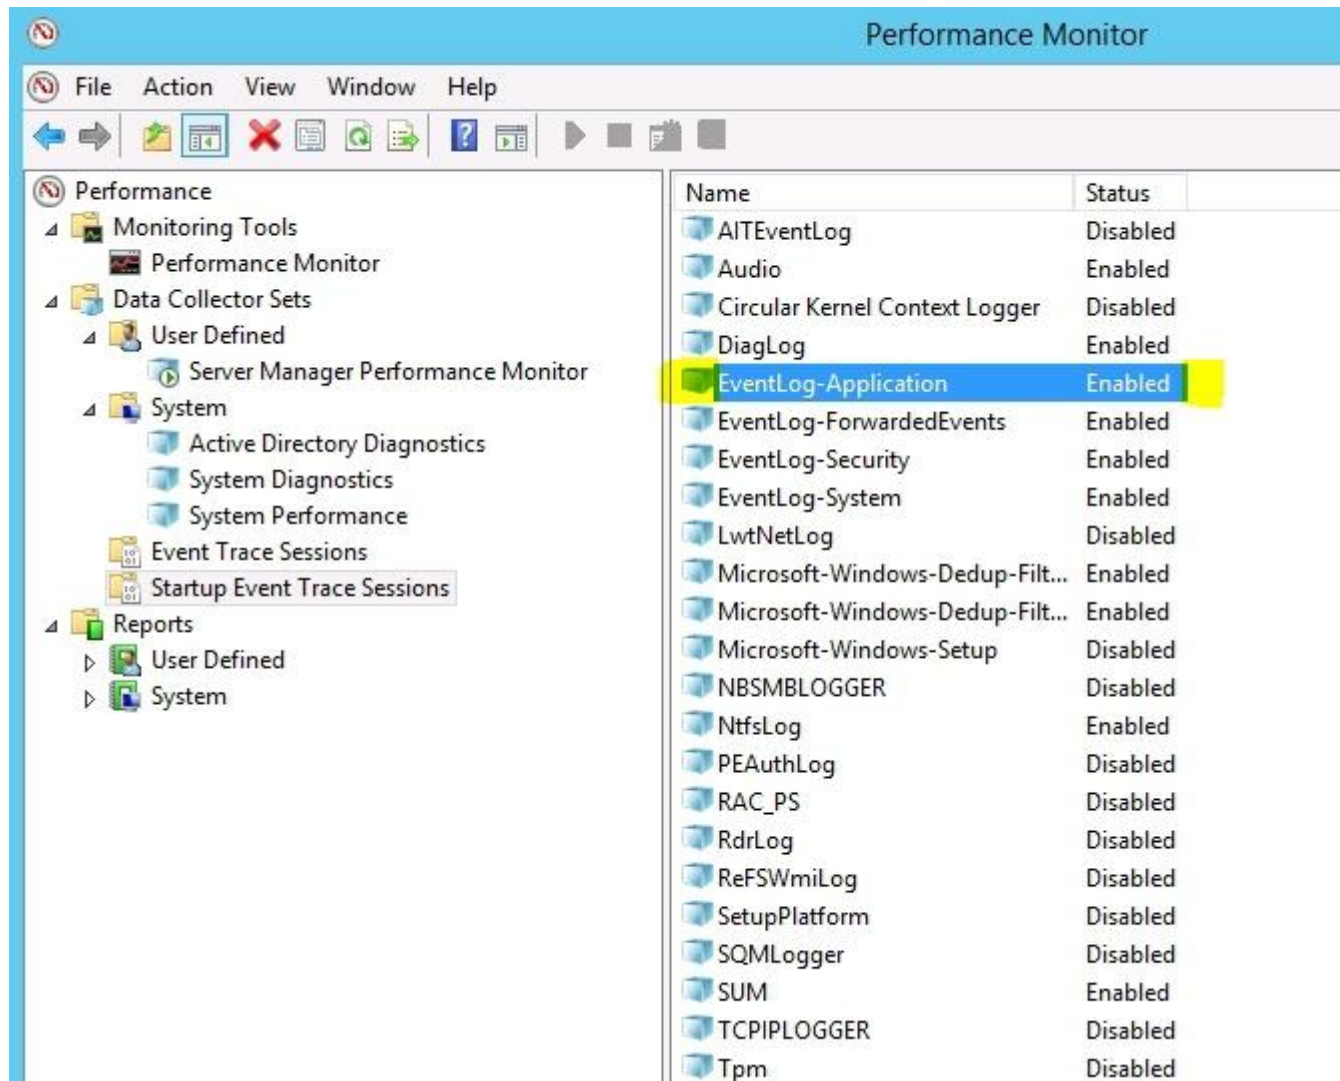 Performance Monitor
File Action View Window Help
Performance
Monitoring Tools
Performance Monitor
Data Collector Sets
User Defined
Server Manager Performance Monitor
System
Active Directory Diagnostics
System Diagnostics
System Performance
Event Trace Sessions
Startup Event Trace Sessions
Reports
User Defined
System
Name Status
AITEventLog Disabled
Audio Enabled
Circular Kernel Context Logger Disabled
DiagLog Enabled
EventLog-Application Enabled
EventLog-ForwardedEvents Enabled
EventLog-Security Enabled
EventLog-System Enabled
LwtNetLog Disabled
Microsoft-Windows-Dedup-Filt... Enabled
Microsoft-Windows-Dedup-Filt... Enabled
Microsoft-Windows-Setup Disabled
NBSMBLOGGER Disabled
NtfsLog Enabled
PEAuthLog Disabled
RAC_PS Disabled
RdrLog Disabled
ReFSWmiLog Disabled
SetupPlatform Disabled
SQMLogger Disabled
SUM Enabled
TCPIPLOGGER Disabled
Tpm Disabled